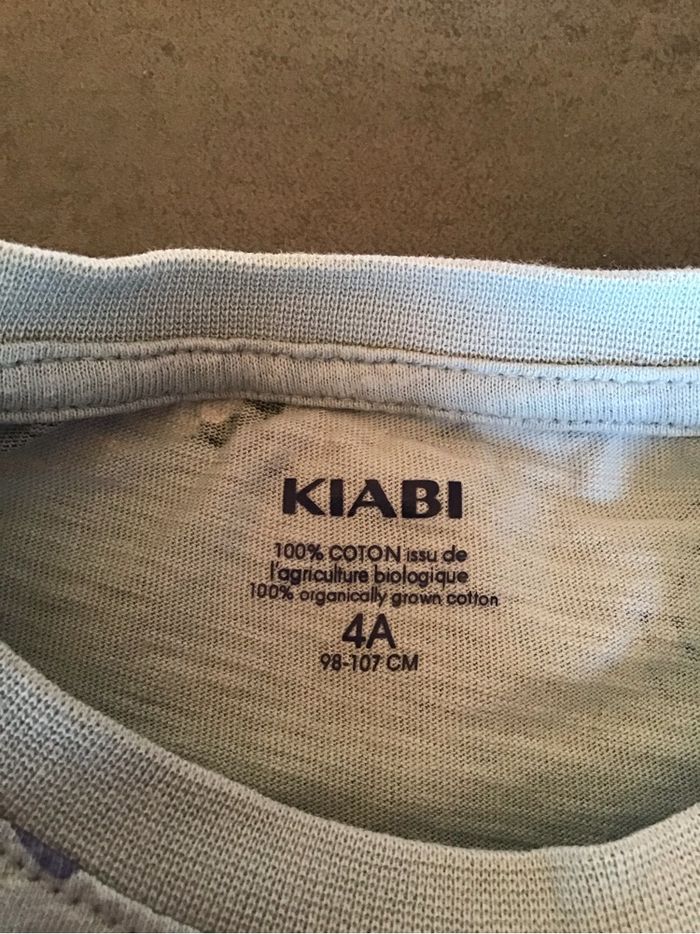 KIABI
100% COTON issu de
l'agriculture biologique
100% organically grown cotton
4A
98-107 CM